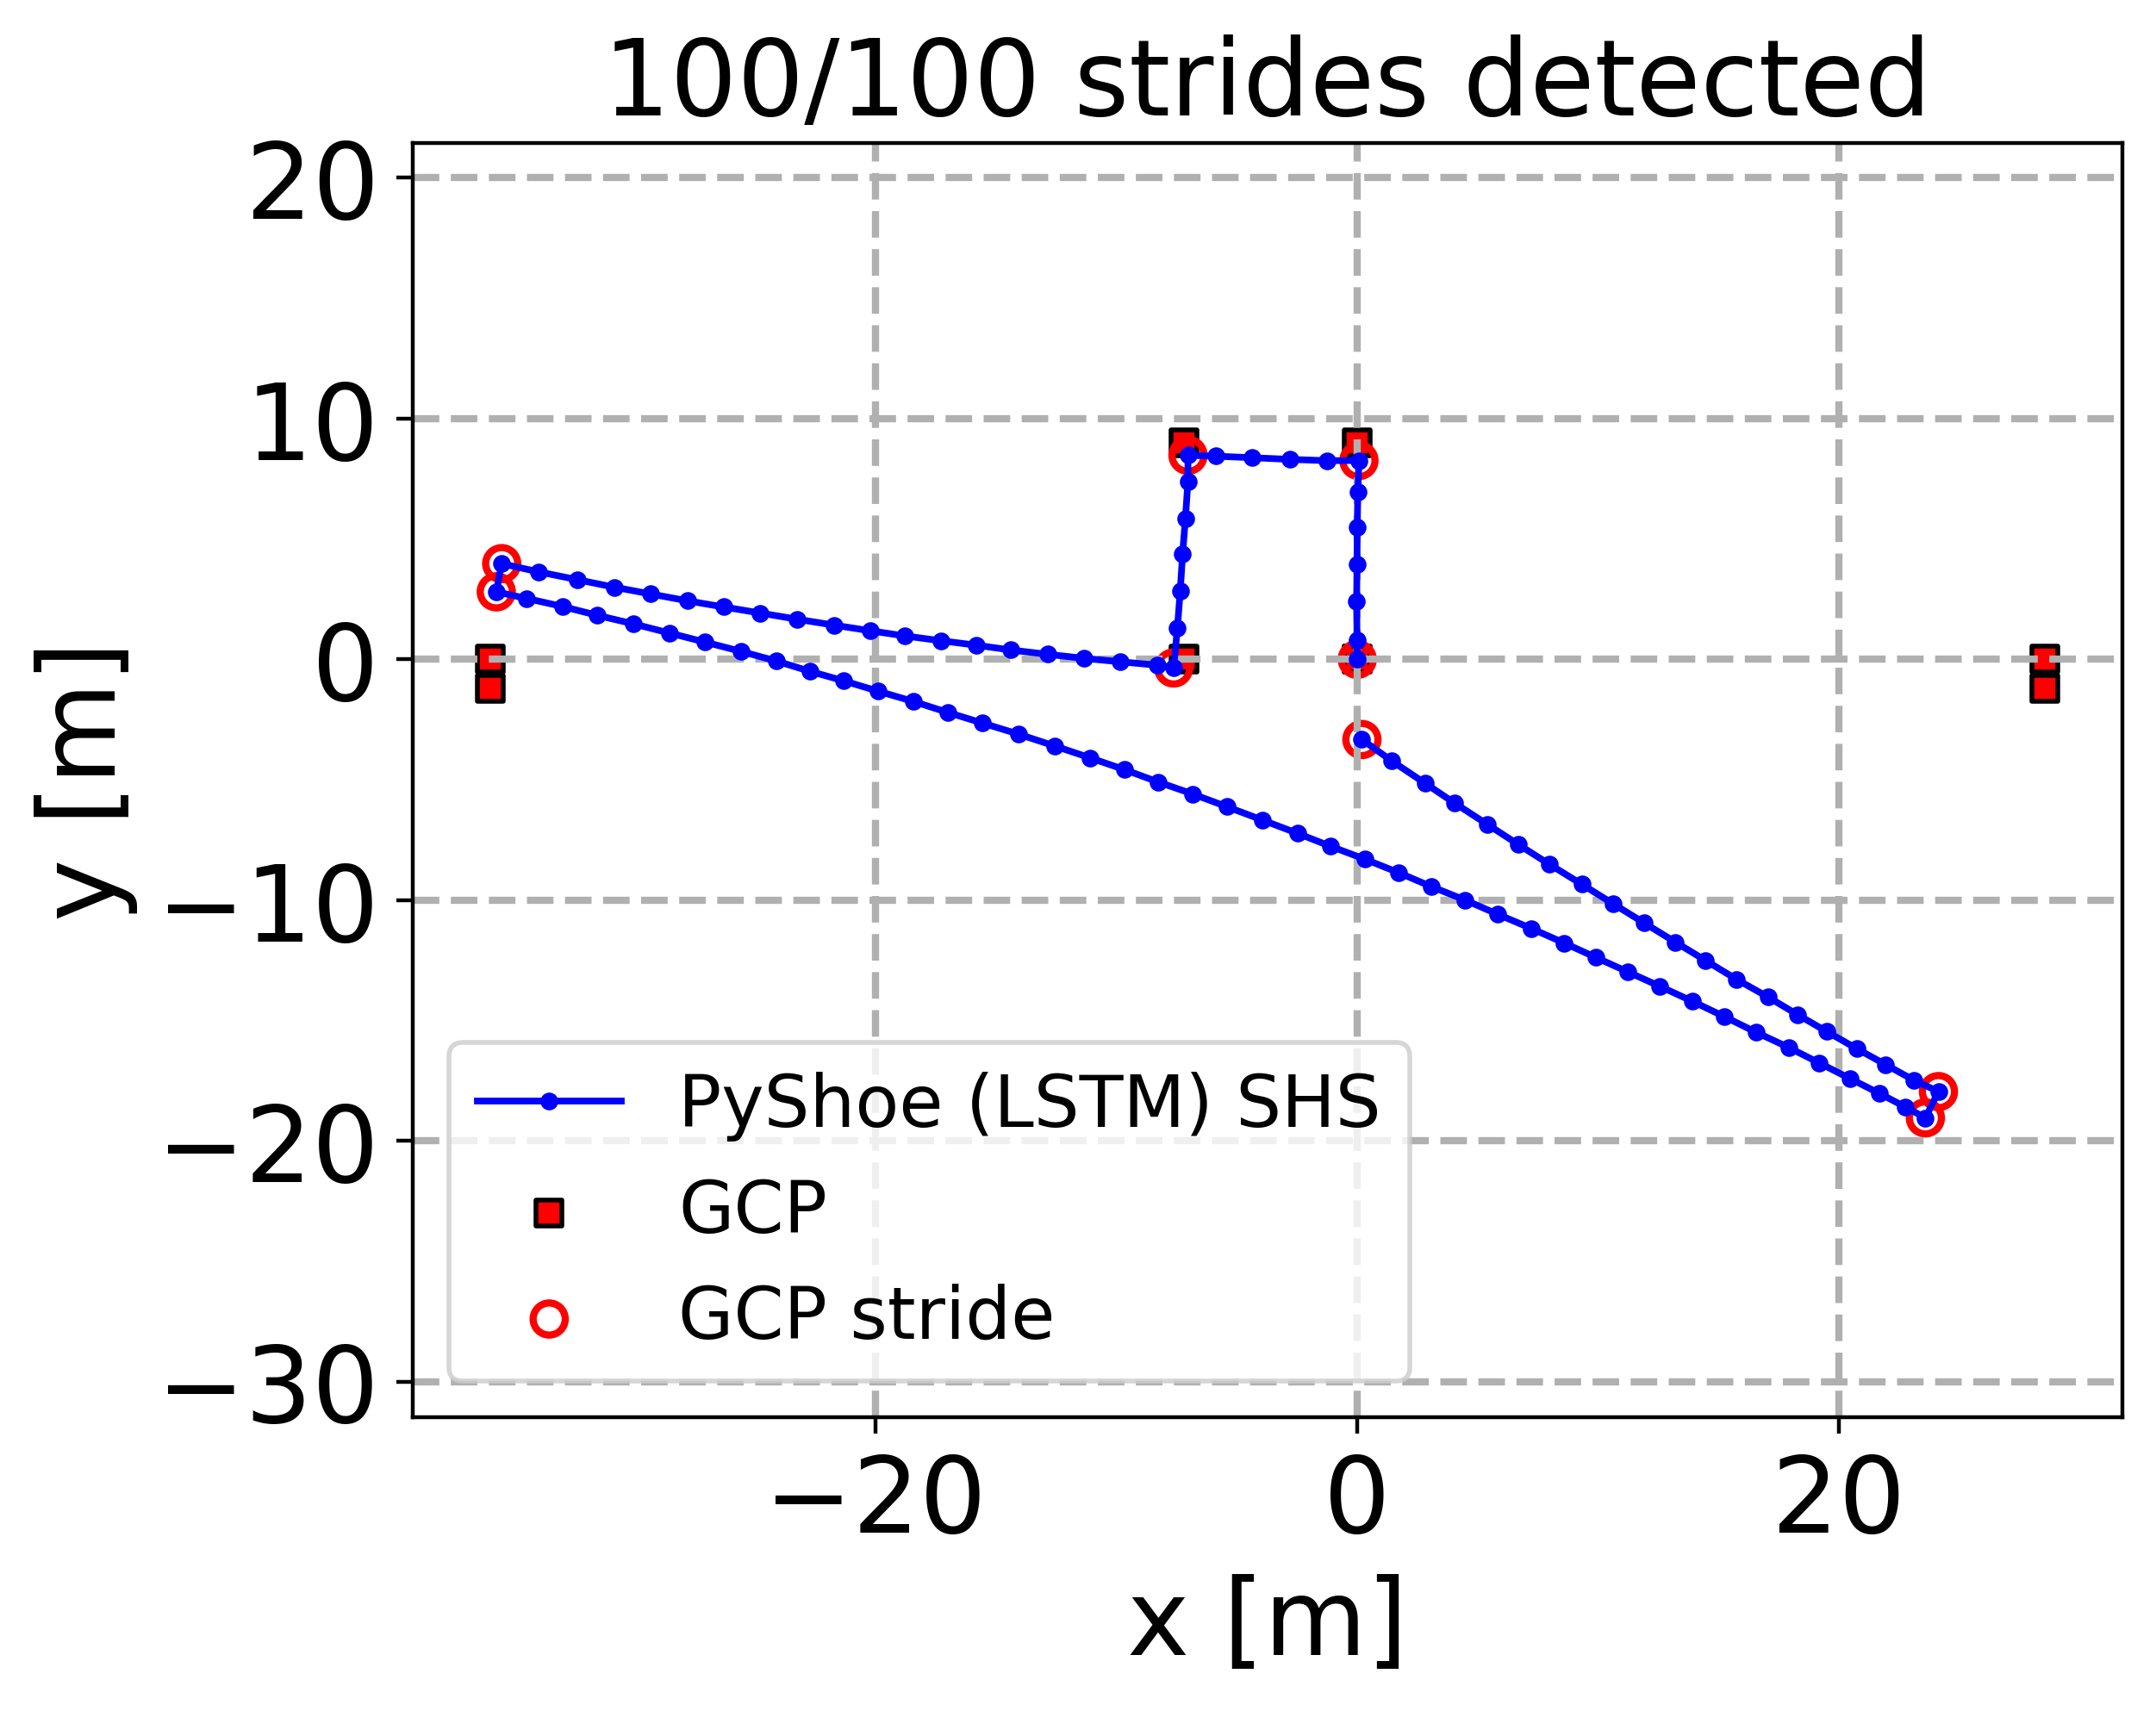 100/100 strides detected
20
10
0
−10
−20
−30
y [m]
PyShoe (LSTM) SHS
GCP
GCP stride
−20
0
20
x [m]